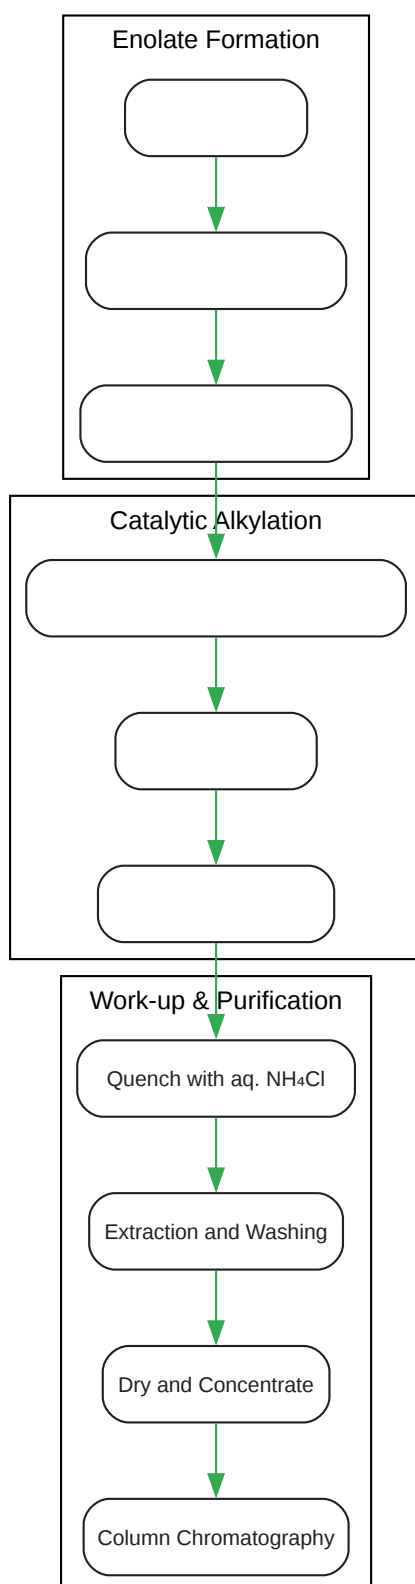 Enolate Formation
Catalytic Alkylation
Work-up & Purification
Quench with aq. NH₄Cl
Extraction and Washing
Dry and Concentrate
Column Chromatography